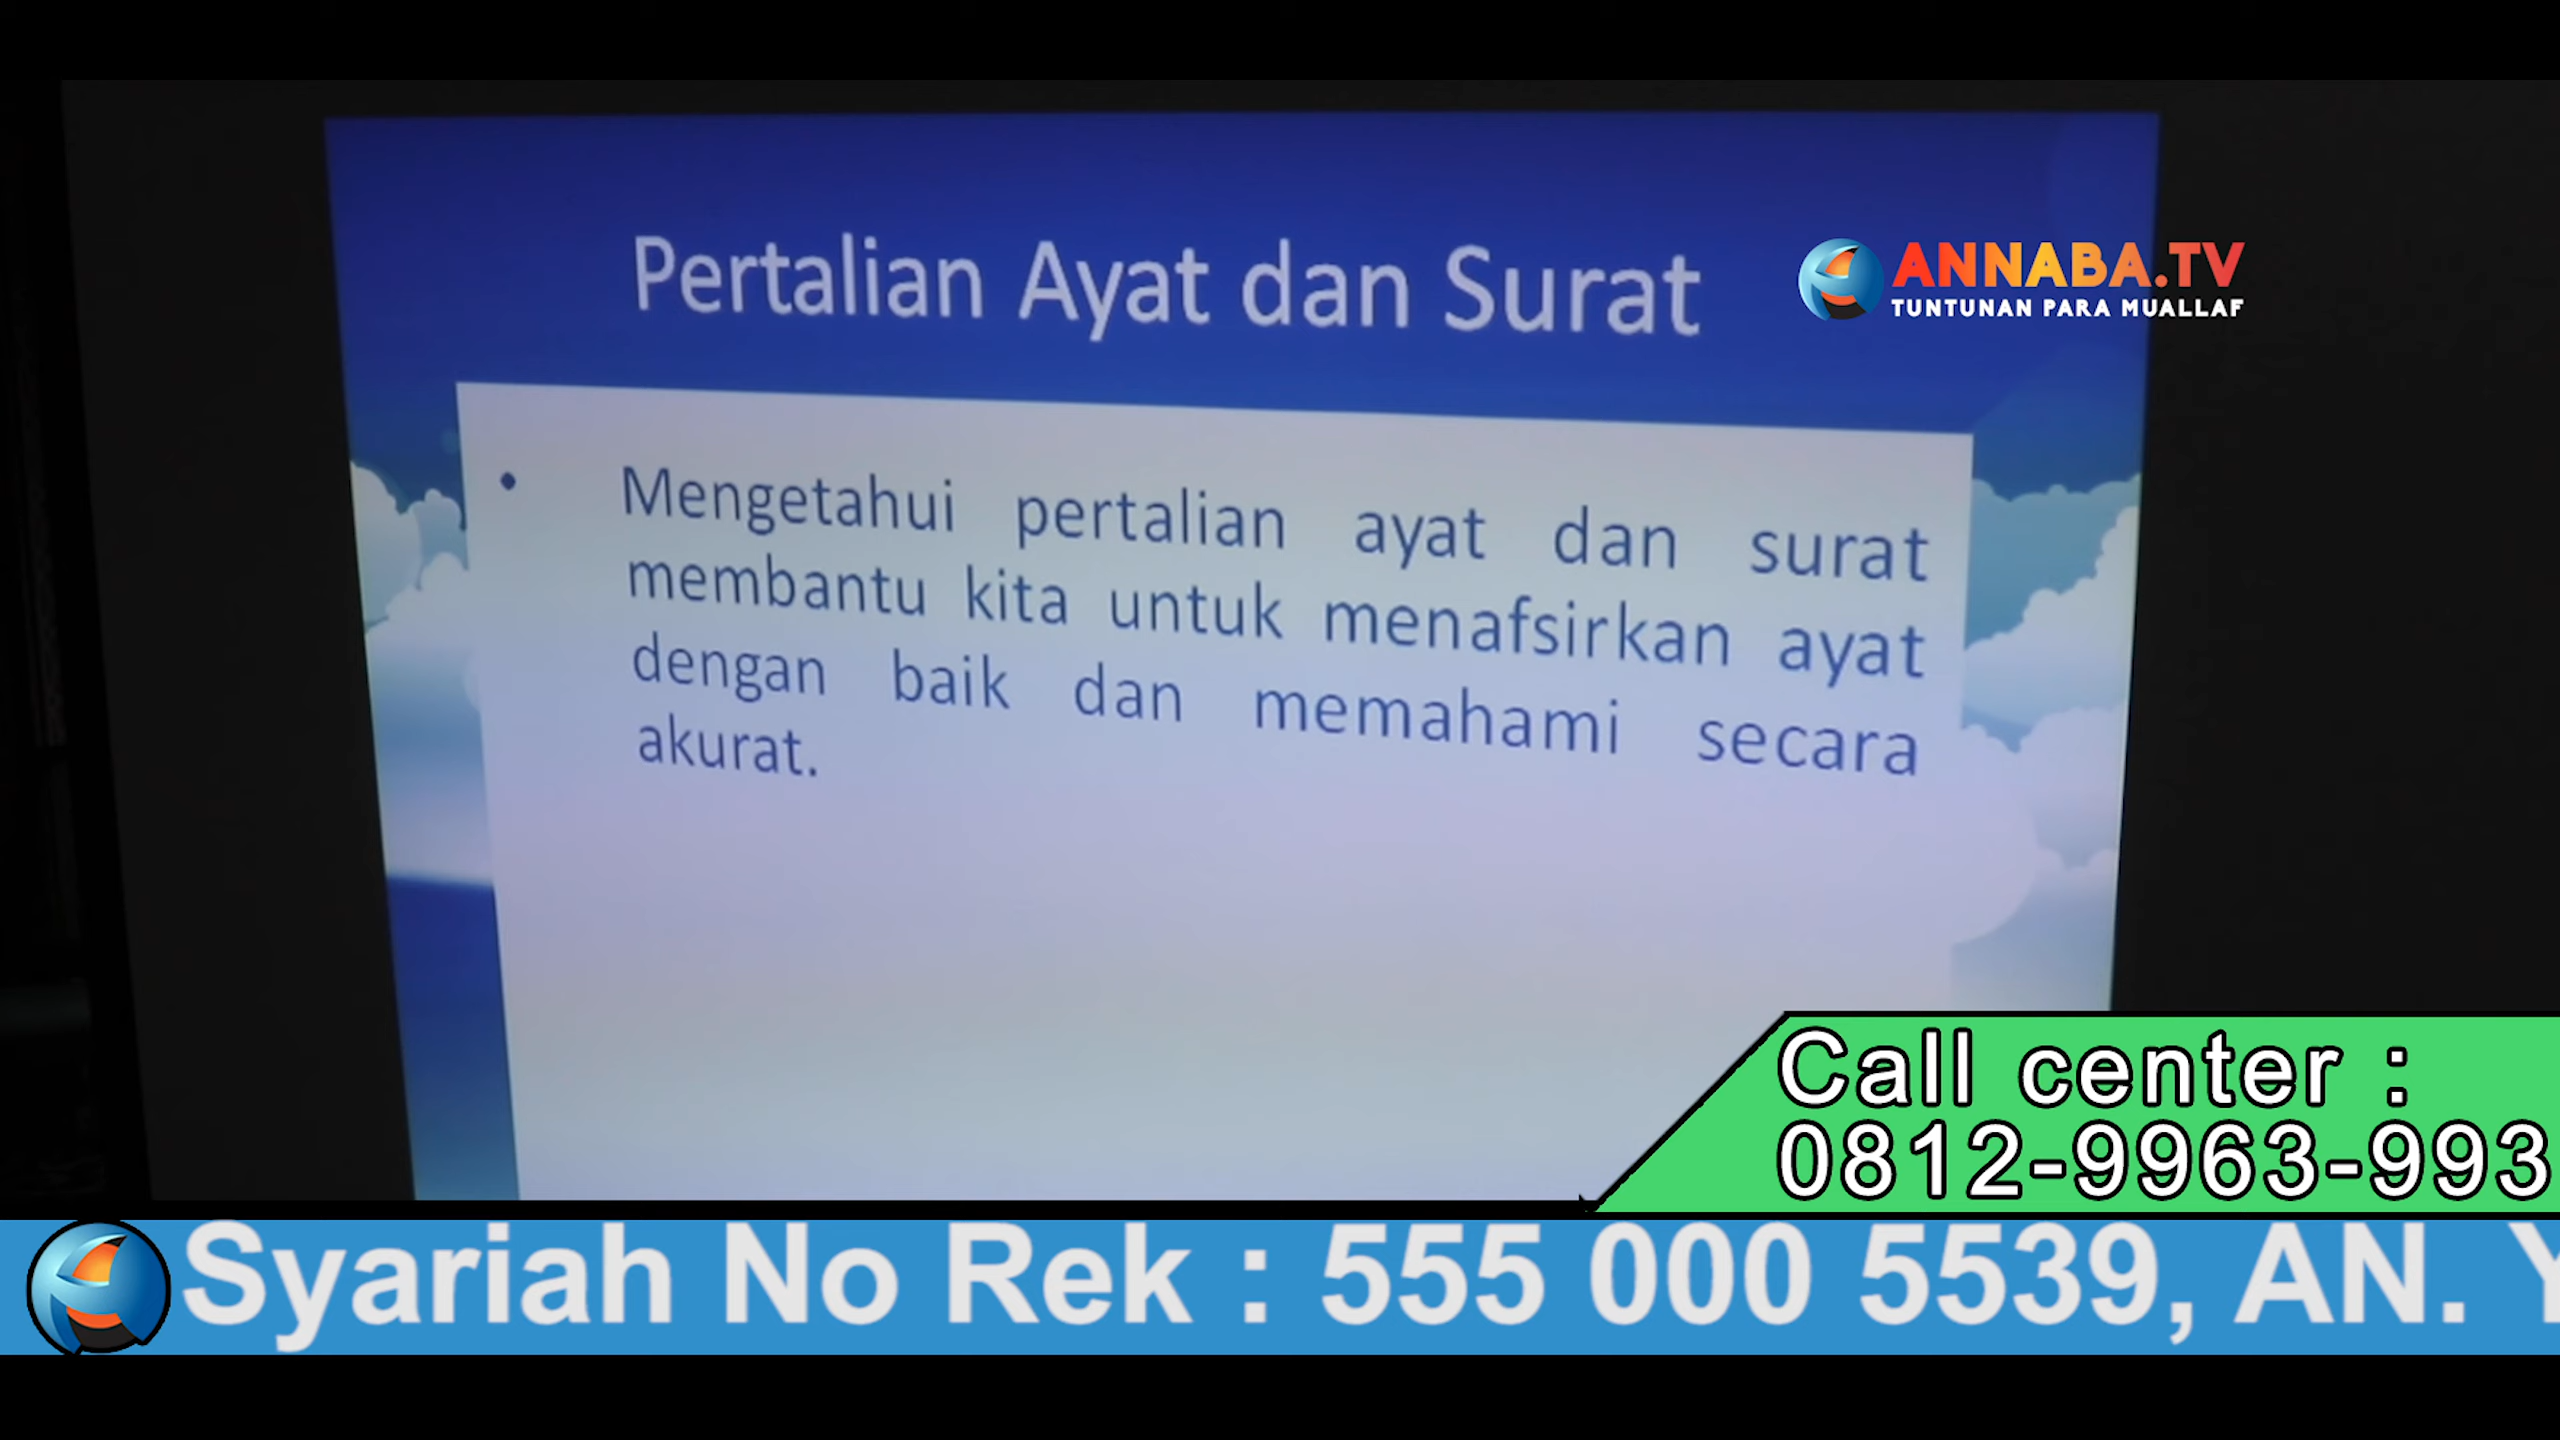 Pertalian Ayat dan Surat
ANNABA.TV
TUNTUNAN PARA MUALLAF
• Mengetahui pertalian ayat dan surat
membantu kita untuk menafsirkan ayat
dengan baik dan memahami secara
akurat.
Call center :
0812-9963-993
Syariah No Rek : 555 000 5539, AN. Y